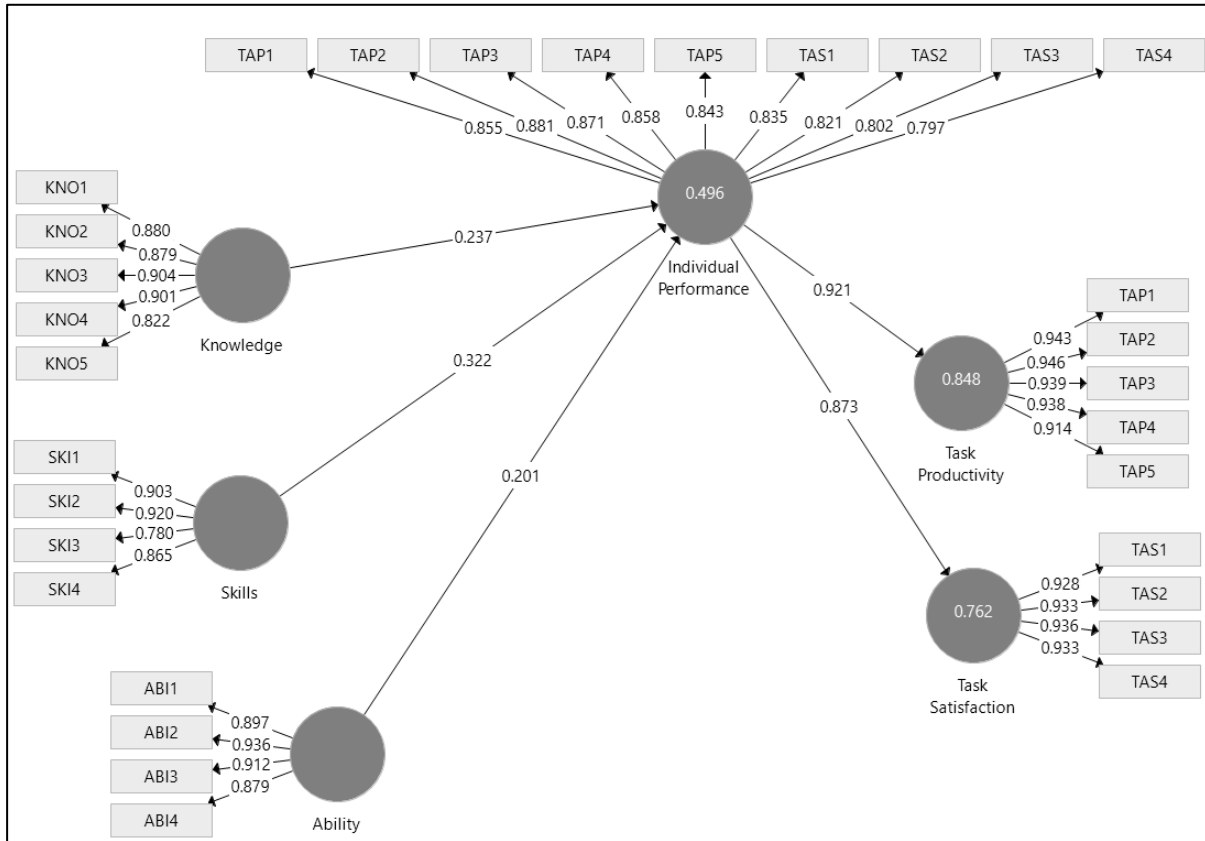 TAP1 TAP2 TAP3 TAP4 TAP5 TAS1 TAS2 TAS3 TAS4
0.855 0.881 0.871 0.858 0.843 0.835 0.821 0.802 0.797
0.496
Individual
Performance
KNO1
KNO2
KNO3
KNO4
KNO5
0.880
0.879
0.904
0.901
0.822
Knowledge
0.237
SKI1
SKI2
SKI3
SKI4
0.903
0.920
0.780
0.865
Skills
0.322
ABI1
ABI2
ABI3
ABI4
0.897
0.936
0.912
0.879
Ability
0.201
0.921
0.848
Task
Productivity
0.943
0.946
0.939
0.938
0.914
TAP1
TAP2
TAP3
TAP4
TAP5
0.873
0.762
Task
Satisfaction
0.928
0.933
0.936
0.933
TAS1
TAS2
TAS3
TAS4